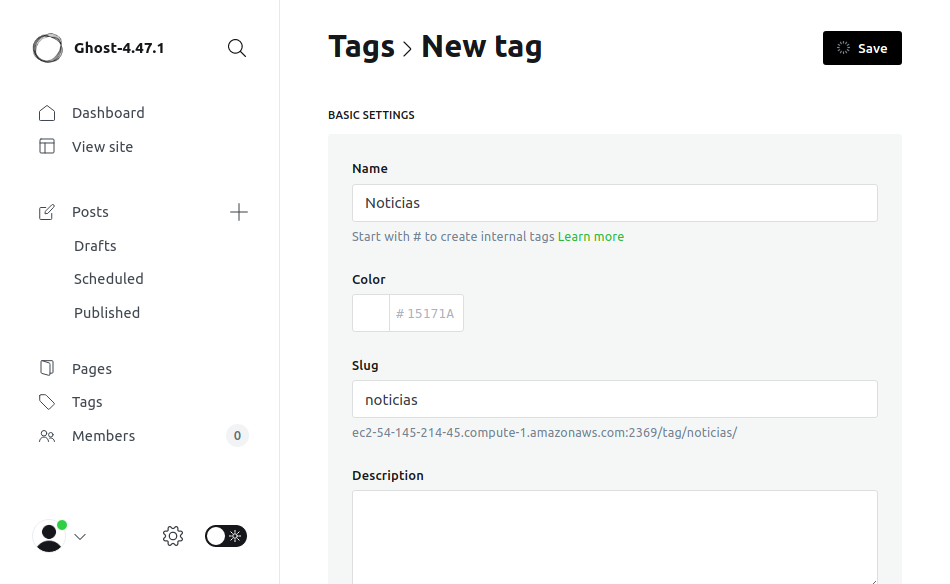 Ghost-4.47.1
Dashboard
View site
Posts
Drafts
Scheduled
Published
Pages
Tags
Members
0
Tags > New tag
Save
BASIC SETTINGS
Name
Noticias
Start with # to create internal tags Learn more
Color
# 15171A
Slug
noticias
ec2-54-145-214-45.compute-1.amazonaws.com:2369/tag/noticias/
Description